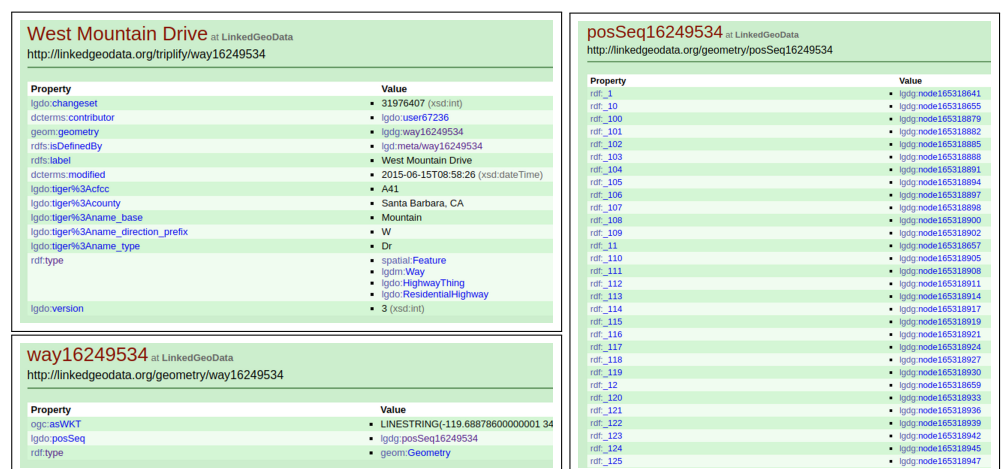 West Mountain Drive at LinkedGeoData
http://linkedgeodata.org/triplify/way16249534
Property Value
lgdo:changeset ▪ 31976407 (xsd:int)
dcterms:contributor ▪ lgdo:user67236
geom:geometry ▪ lgdg:way16249534
rdfs:isDefinedBy ▪ lgd:meta/way16249534
rdfs:label ▪ West Mountain Drive
dcterms:modified ▪ 2015-06-15T08:58:26 (xsd:dateTime)
lgdo:tiger%3Acfcc ▪ A41
lgdo:tiger%3Acounty ▪ Santa Barbara, CA
lgdo:tiger%3Aname_base ▪ Mountain
lgdo:tiger%3Aname_direction_prefix ▪ W
lgdo:tiger%3Aname_type ▪ Dr
rdf:type ▪ spatial:Feature
▪ lgdm:Way
▪ lgdo:HighwayThing
▪ lgdo:ResidentialHighway
lgdo:version ▪ 3 (xsd:int)
way16249534 at LinkedGeoData
http://linkedgeodata.org/geometry/way16249534
Property Value
ogc:asWKT ▪ LINESTRING(-119.68878600000001 34
lgdo:posSeq ▪ lgdg:posSeq16249534
rdf:type ▪ geom:Geometry
posSeq16249534 at LinkedGeoData
http://linkedgeodata.org/geometry/posSeq16249534
Property Value
rdf:_1 ▪ lgdg:node165318641
rdf:_10 ▪ lgdg:node165318655
rdf:_100 ▪ lgdg:node165318879
rdf:_101 ▪ lgdg:node165318882
rdf:_102 ▪ lgdg:node165318885
rdf:_103 ▪ lgdg:node165318888
rdf:_104 ▪ lgdg:node165318891
rdf:_105 ▪ lgdg:node165318894
rdf:_106 ▪ lgdg:node165318897
rdf:_107 ▪ lgdg:node165318898
rdf:_108 ▪ lgdg:node165318900
rdf:_109 ▪ lgdg:node165318902
rdf:_11 ▪ lgdg:node165318657
rdf:_110 ▪ lgdg:node165318905
rdf:_111 ▪ lgdg:node165318908
rdf:_112 ▪ lgdg:node165318911
rdf:_113 ▪ lgdg:node165318914
rdf:_114 ▪ lgdg:node165318917
rdf:_115 ▪ lgdg:node165318919
rdf:_116 ▪ lgdg:node165318921
rdf:_117 ▪ lgdg:node165318924
rdf:_118 ▪ lgdg:node165318927
rdf:_119 ▪ lgdg:node165318930
rdf:_12 ▪ lgdg:node165318659
rdf:_120 ▪ lgdg:node165318933
rdf:_121 ▪ lgdg:node165318936
rdf:_122 ▪ lgdg:node165318939
rdf:_123 ▪ lgdg:node165318942
rdf:_124 ▪ lgdg:node165318945
rdf:_125 ▪ lgdg:node165318947